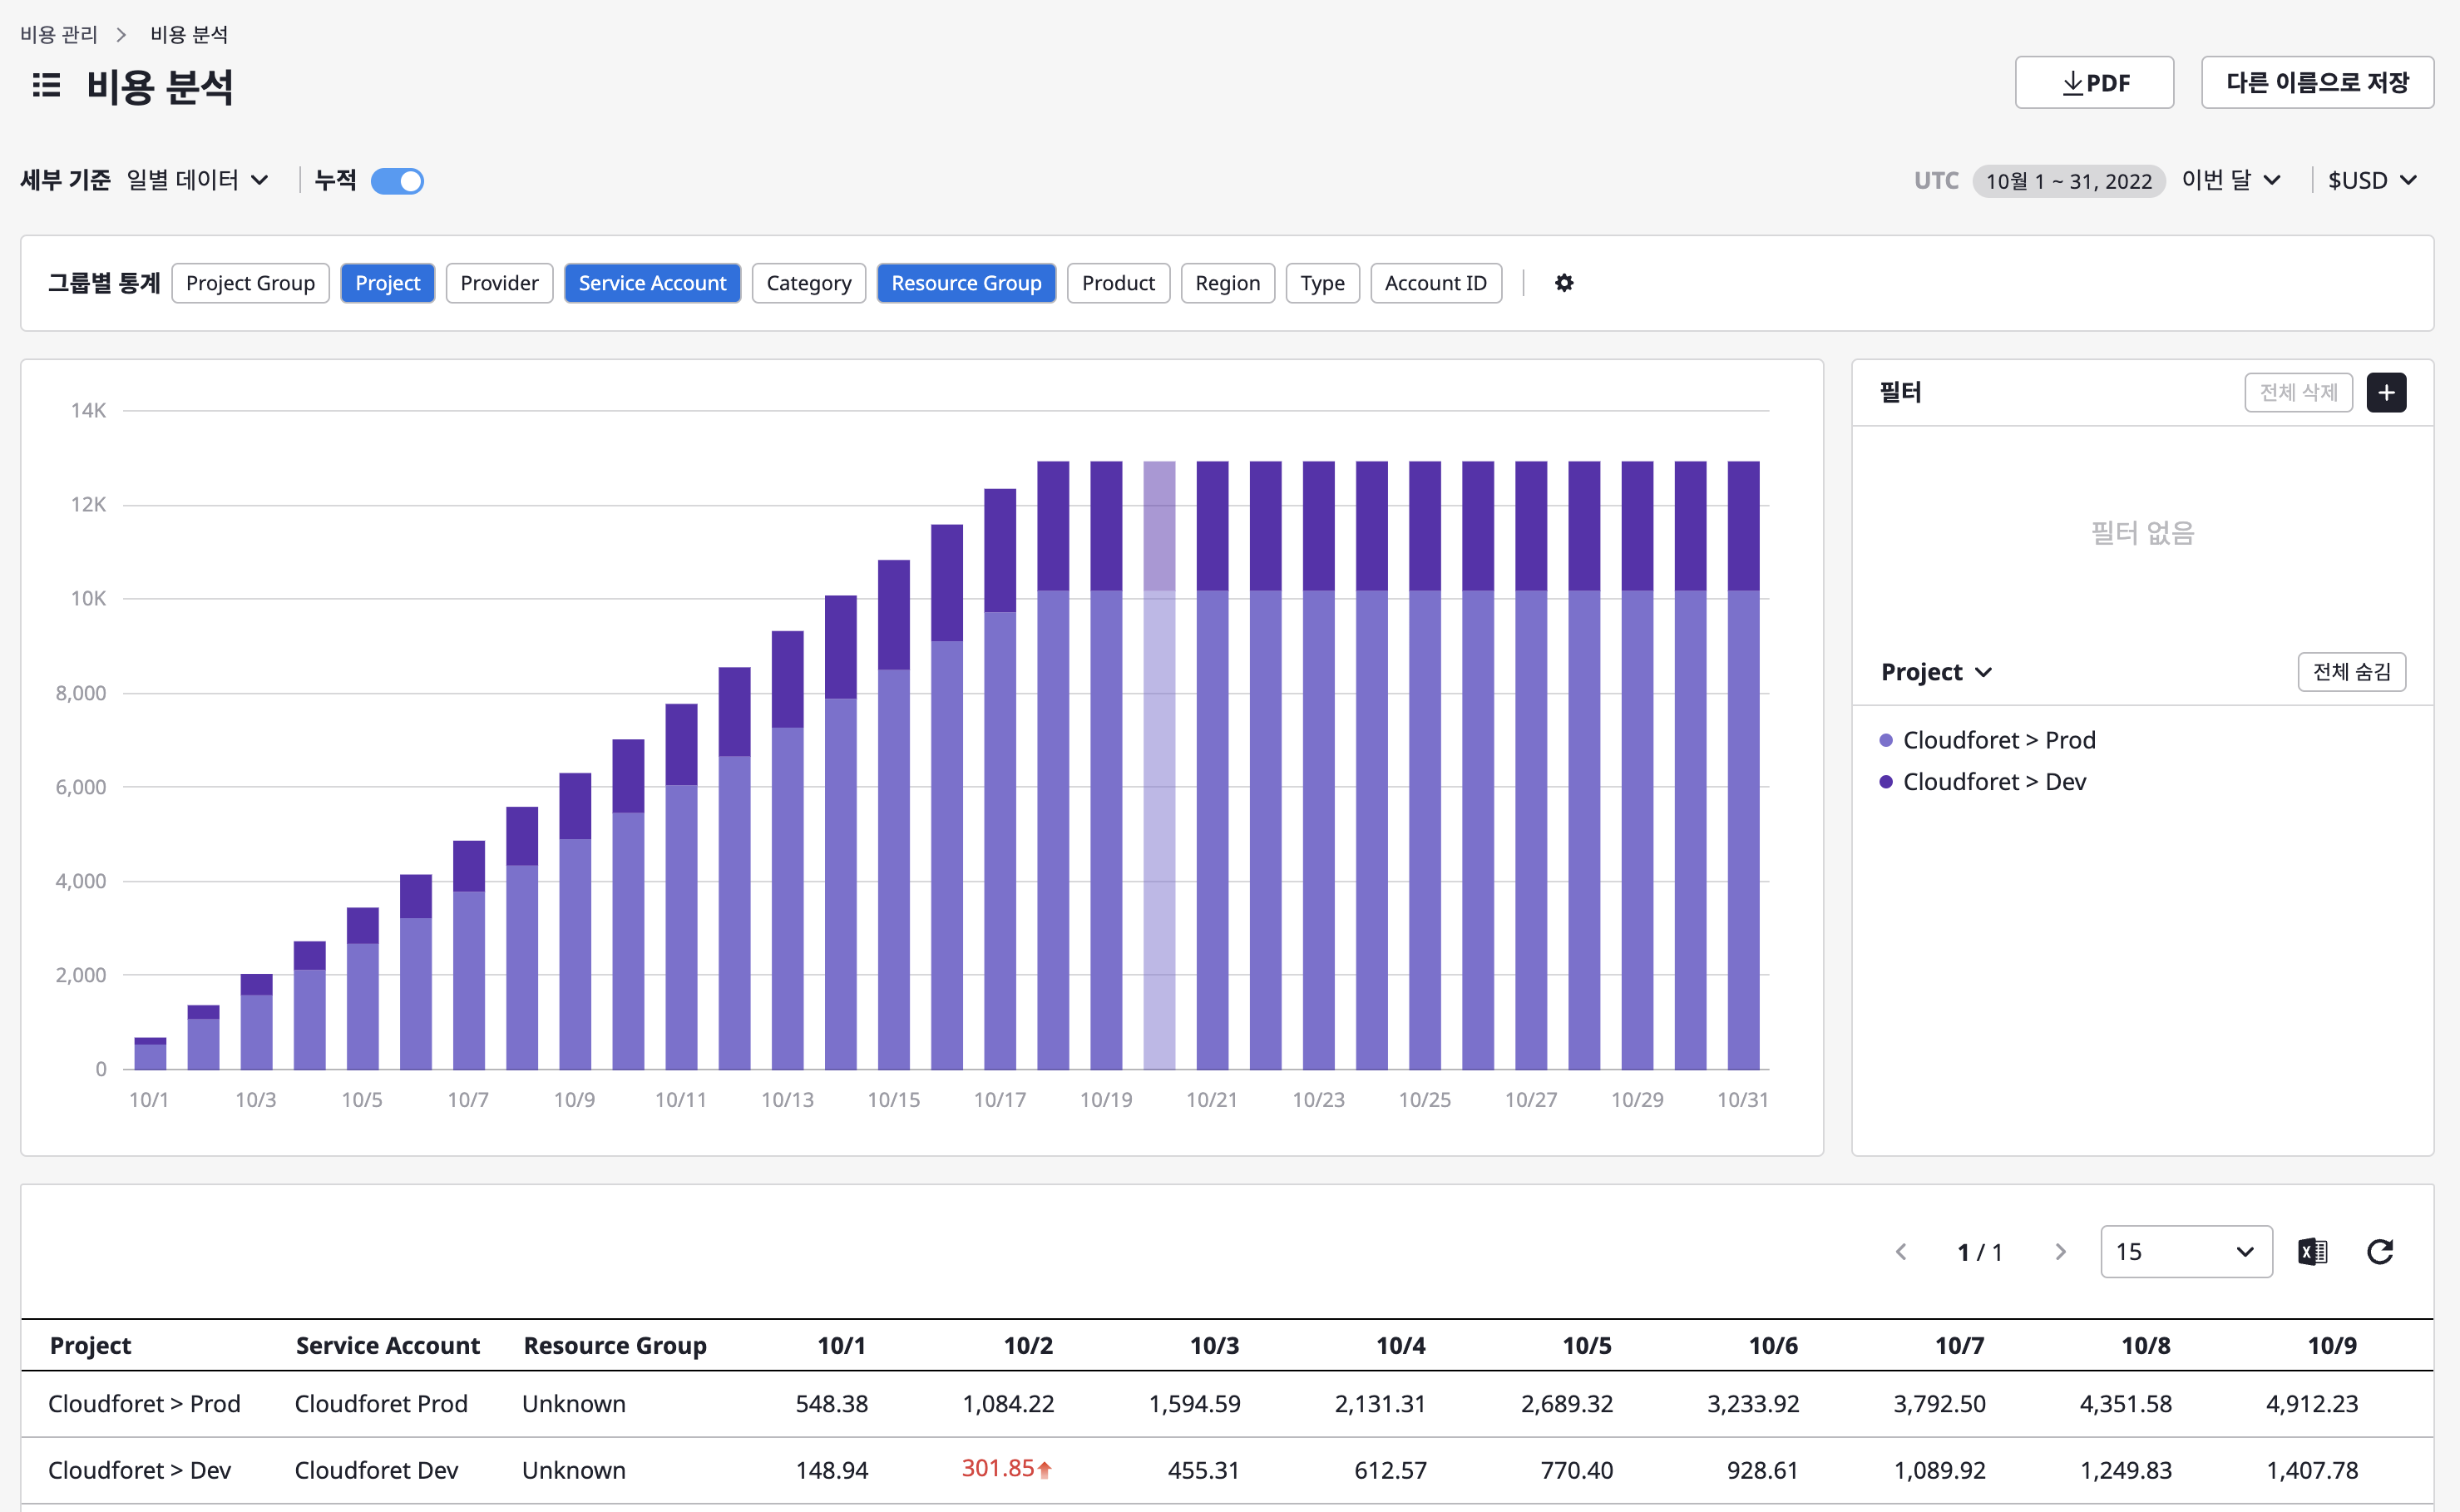 비용 관리 > 비용 분석
비용 분석
PDF 다른 이름으로 저장
세부 기준 일별 데이터 누적 UTC 10월 1 ~ 31, 2022 이번 달 $USD
그룹별 통계 Project Group Project Provider Service Account Category Resource Group Product Region Type Account ID
14K
12K
10K
8,000
6,000
4,000
2,000
0
10/1 10/3 10/5 10/7 10/9 10/11 10/13 10/15 10/17 10/19 10/21 10/23 10/25 10/27 10/29 10/31
필터 전체 삭제 +
필터 없음
Project 전체 숨김
Cloudforet > Prod
Cloudforet > Dev
1 / 1 15
Project Service Account Resource Group 10/1 10/2 10/3 10/4 10/5 10/6 10/7 10/8 10/9
Cloudforet > Prod Cloudforet Prod Unknown 548.38 1,084.22 1,594.59 2,131.31 2,689.32 3,233.92 3,792.50 4,351.58 4,912.23
Cloudforet > Dev Cloudforet Dev Unknown 148.94 301.85 455.31 612.57 770.40 928.61 1,089.92 1,249.83 1,407.78